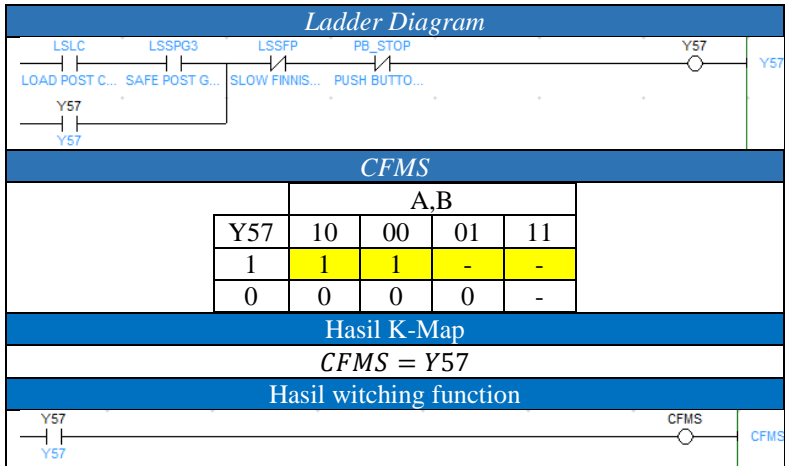 Ladder Diagram
LSLC LSSPG3 LSSFP PB_STOP Y57
Y57
LOAD POST C... SAFE POST G... SLOW FINNIS... PUSH BUTTO...
Y57
Y57
CFMS
A,B
Y57 10 00 01 11
1 1 1 - -
0 0 0 0 -
Hasil K-Map
CFMS = Y57
Hasil witching function
Y57 CFMS
CFMS
Y57